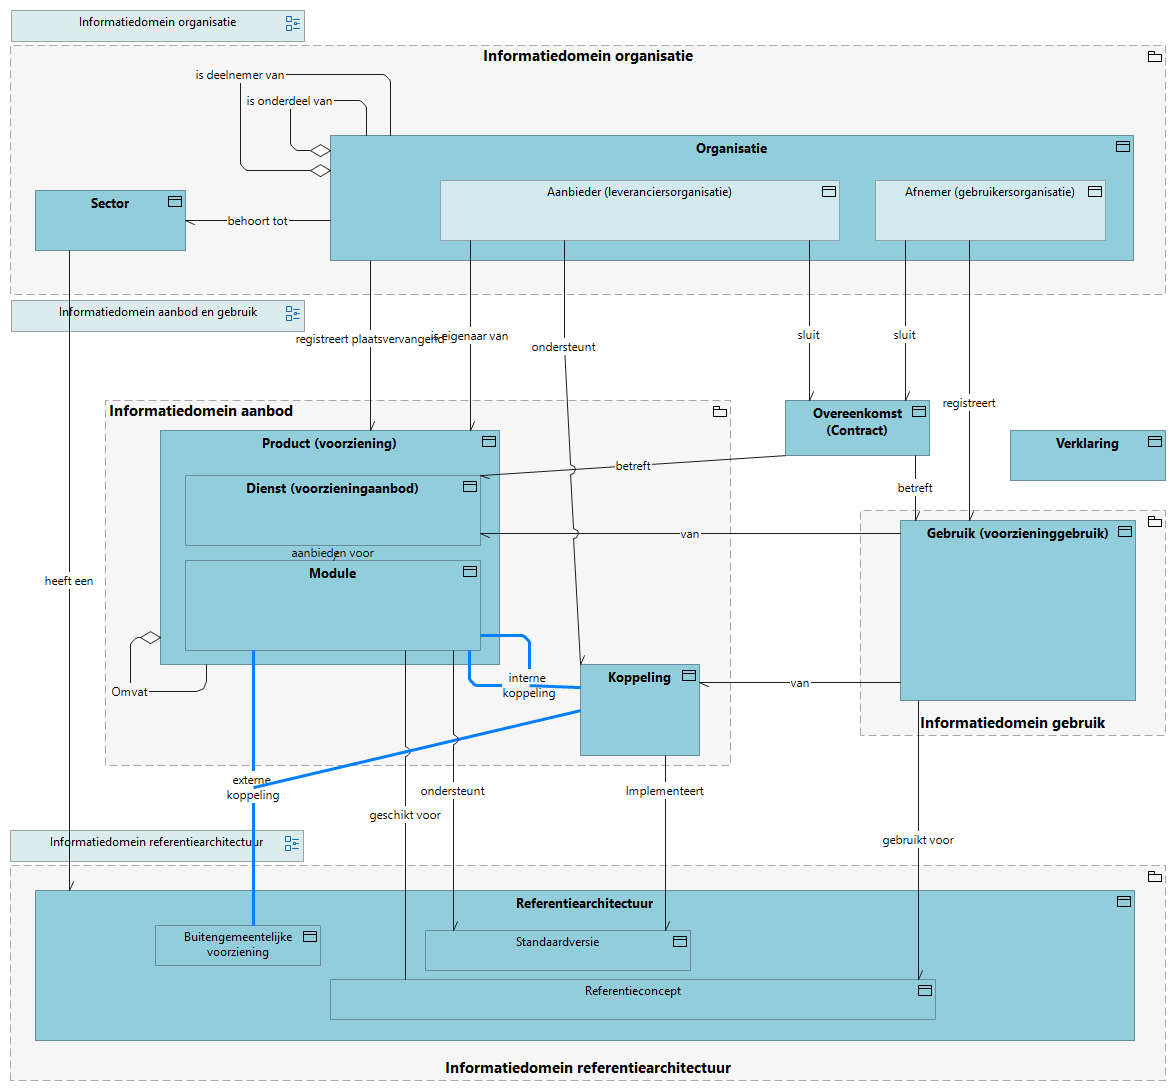 Informatiedomein organisatie
Informatiedomein organisatie
is deelnemer van
is onderdeel van
Organisatie
Aanbieder (leveranciersorganisatie)
Afnemer (gebruikersorganisatie)
Sector
behoort tot
Informatiedomein aanbod en gebruik
registreert plaatsvervangend
is eigenaar van
ondersteunt
sluit
sluit
registreert
Informatiedomein aanbod
Overeenkomst
(Contract)
Product (voorziening)
Verklaring
betreft
Dienst (voorzieningaanbod)
betreft
van
Gebruik (voorzieninggebruik)
aanbieden voor
Module
heeft een
interne
koppeling
Koppeling
van
Omvat
Informatiedomein gebruik
externe
koppeling
ondersteunt
Implementeert
geschikt voor
Informatiedomein referentiearchitectuur
gebruikt voor
Referentiearchitectuur
Buitengemeentelijke
voorziening
Standaardversie
Referentieconcept
Informatiedomein referentiearchitectuur